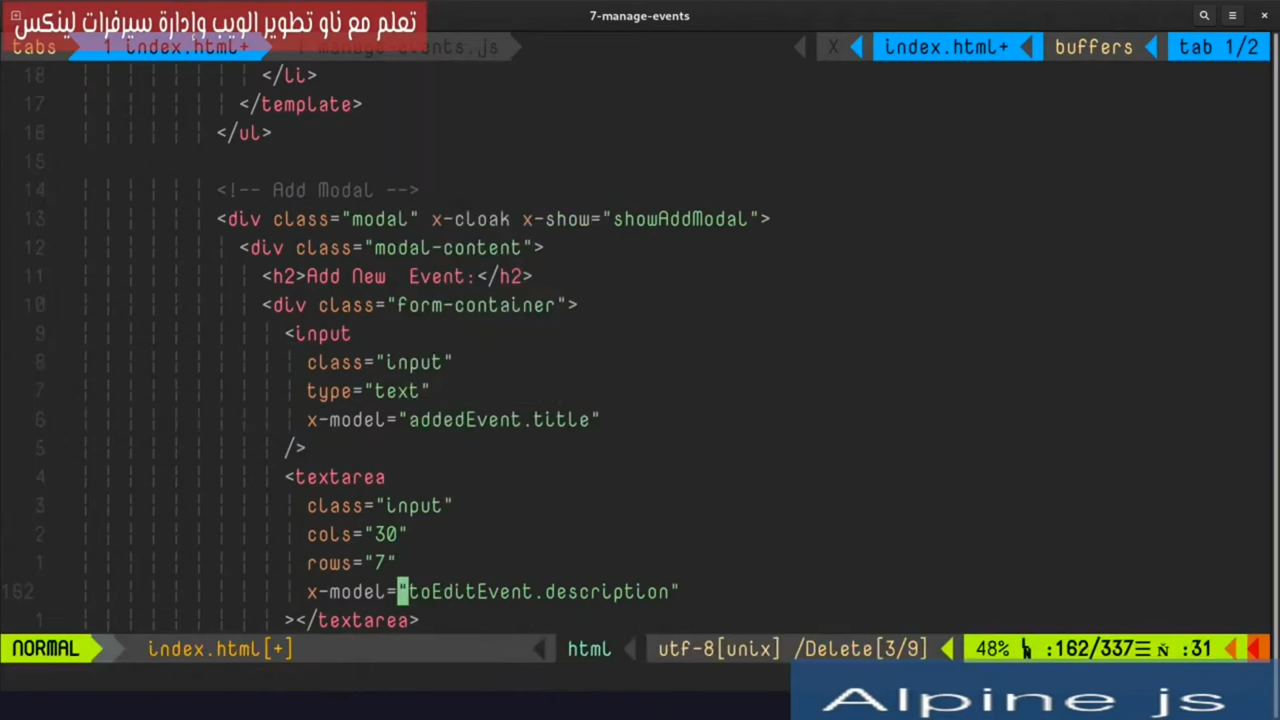 7-manage-events
تعلم مع ناو تطوير الويب وإدارة سيرفرات لينكس
tabs 1 index.html+ manage-events.js X index.html+ buffers tab 1/2
18 </li>
17 </template>
16 </ul>
15
14 <!-- Add Modal -->
13 <div class="modal" x-cloak x-show="showAddModal">
12 <div class="modal-content">
11 <h2>Add New  Event:</h2>
10 <div class="form-container">
9 <input
8 class="input"
7 type="text"
6 x-model="addedEvent.title"
5 />
4 <textarea
3 class="input"
2 cols="30"
1 rows="7"
162 x-model="toEditEvent.description"
1 ></textarea>
NORMAL index.html[+] html utf-8[unix] /Delete[3/9] 48% :162/337☰ :31
Alpine js